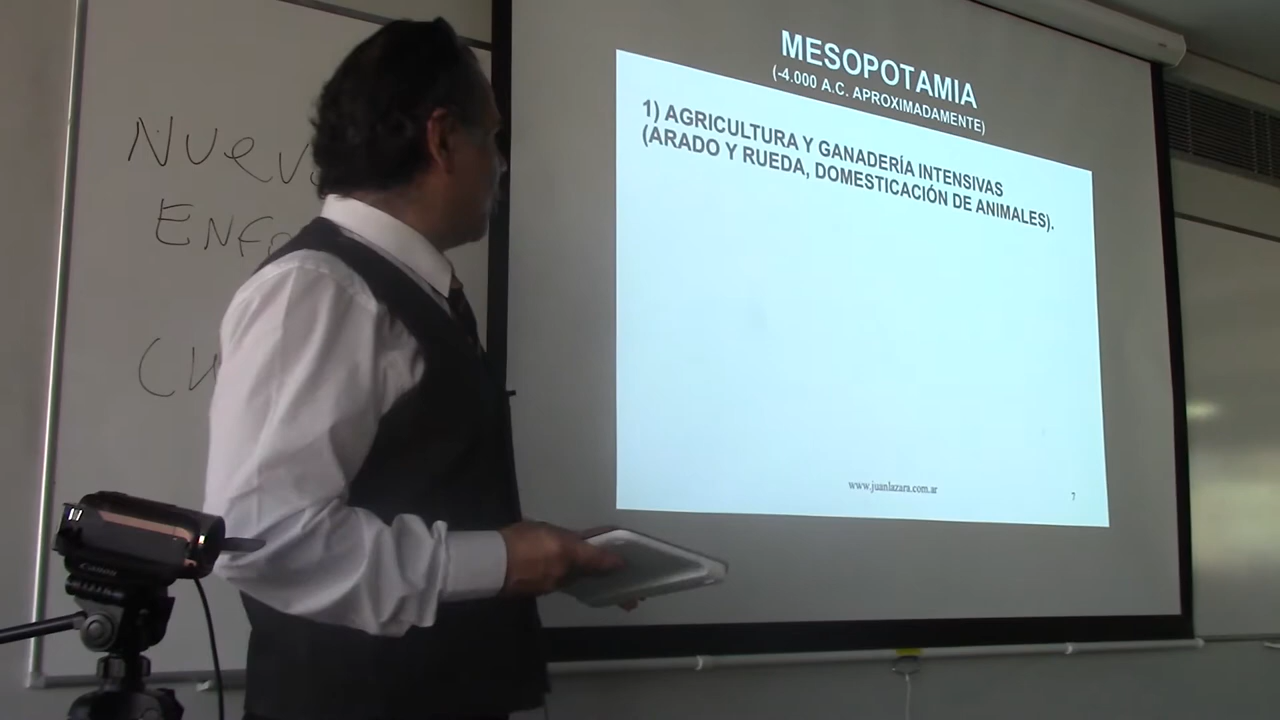 MESOPOTAMIA
(-4.000 A.C. APROXIMADAMENTE)
1) AGRICULTURA Y GANADERÍA INTENSIVAS
(ARADO Y RUEDA, DOMESTICACIÓN DE ANIMALES).
www.juanlazara.com.ar
7
Canon